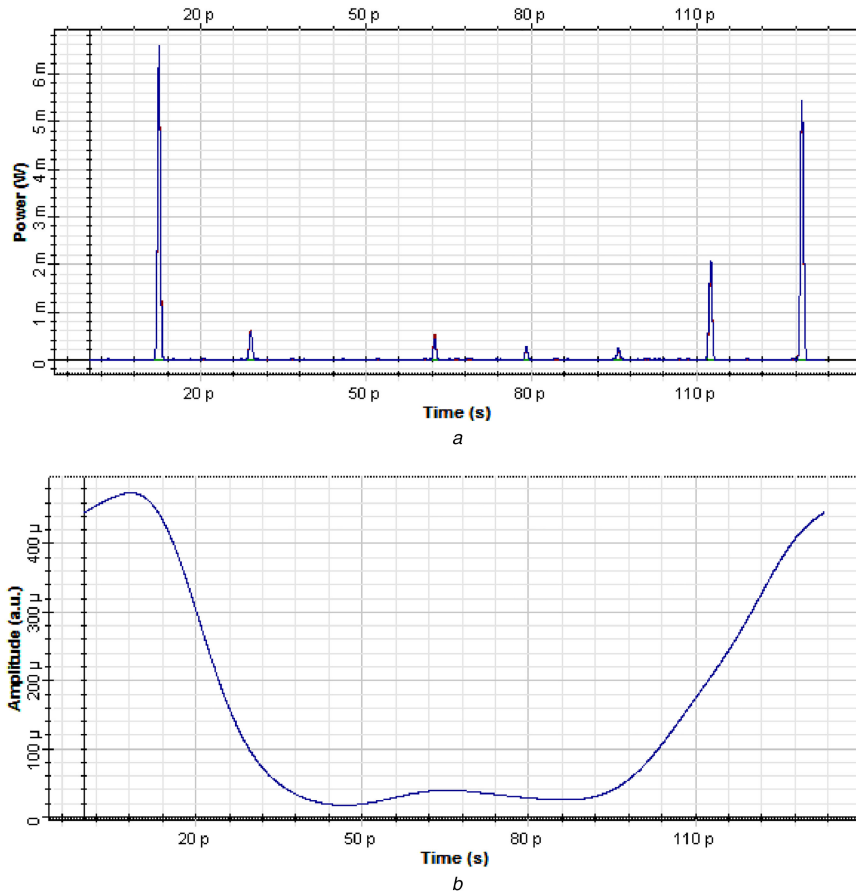 20 p 50 p 80 p 110 p
6 m
5 m
4 m
3 m
2 m
1 m
0
Power (W)
20 p 50 p 80 p 110 p
Time (s)
a
400 µ
300 µ
200 µ
100 µ
0
Amplitude (a.u.)
20 p 50 p 80 p 110 p
Time (s)
b